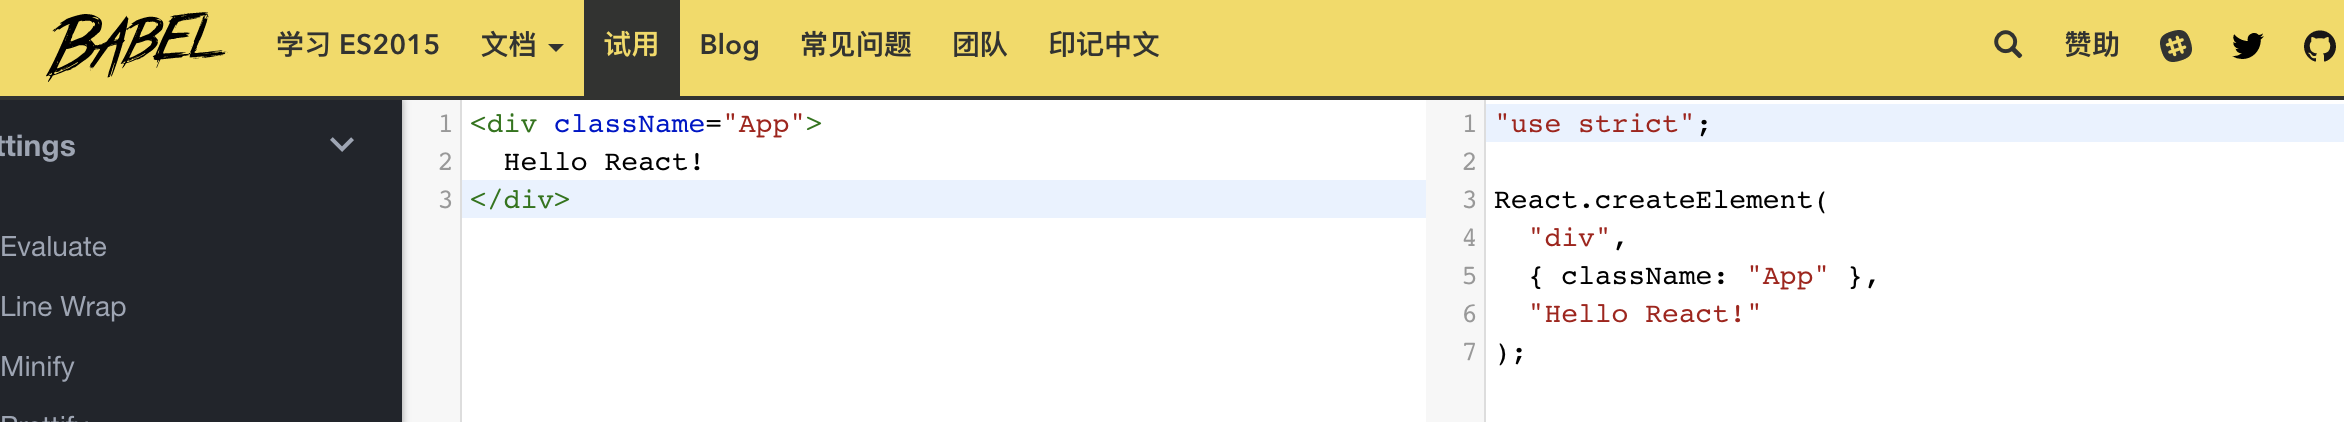 BABEL 学习 ES2015 文档 试用 Blog 常见问题 团队 印记中文 赞助
ttings
Evaluate
Line Wrap
Minify
1 <div className="App">
2 Hello React!
3 </div>
1 "use strict";
2
3 React.createElement(
4 "div",
5 { className: "App" },
6 "Hello React!"
7 );